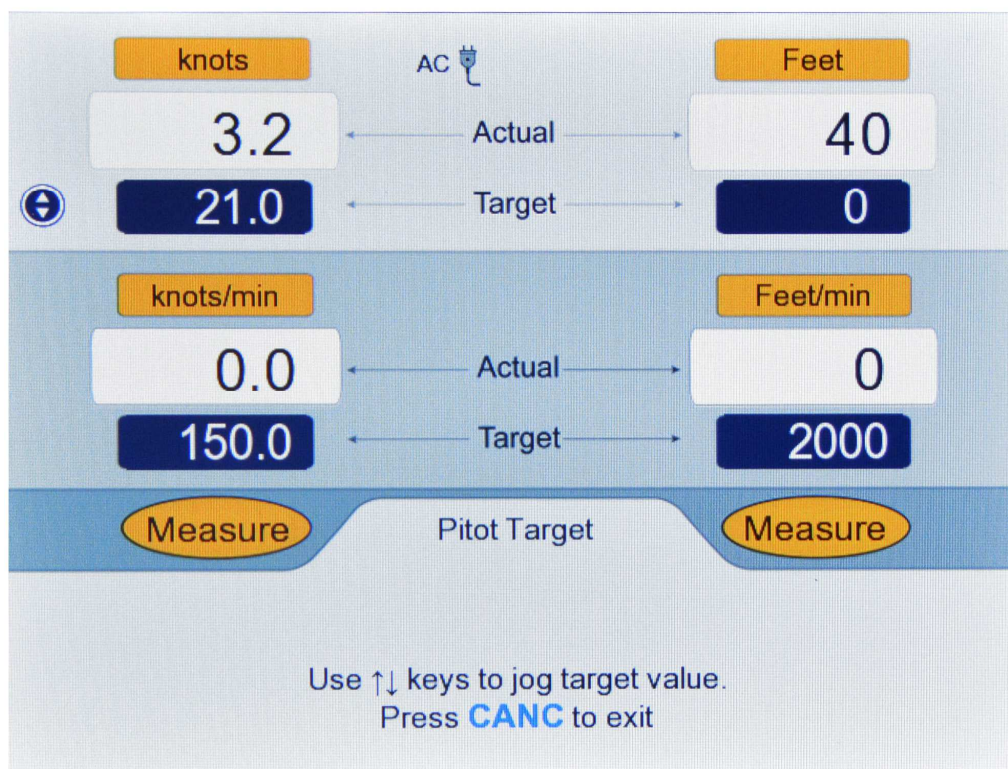 knots AC Feet
3.2 Actual 40
21.0 Target 0
knots/min Feet/min
0.0 Actual 0
150.0 Target 2000
Measure Pitot Target Measure
Use ↑↓ keys to jog target value.
Press CANC to exit